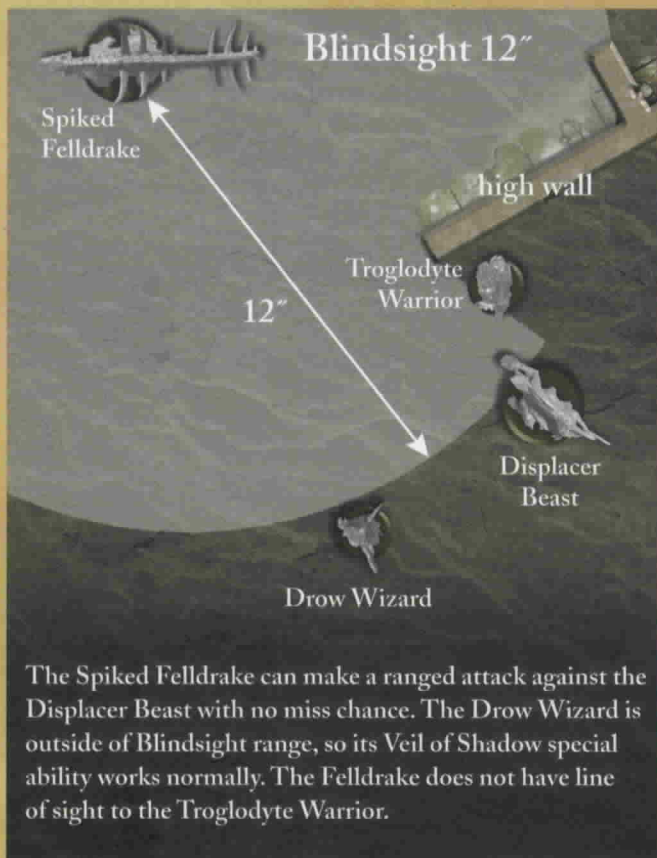 Blindsight 12″
Spiked
Felldrake
high wall
Troglodyte
Warrior
12″
Displacer
Beast
Drow Wizard
The Spiked Felldrake can make a ranged attack against the
Displacer Beast with no miss chance. The Drow Wizard is
outside of Blindsight range, so its Veil of Shadow special
ability works normally. The Felldrake does not have line
of sight to the Troglodyte Warrior.